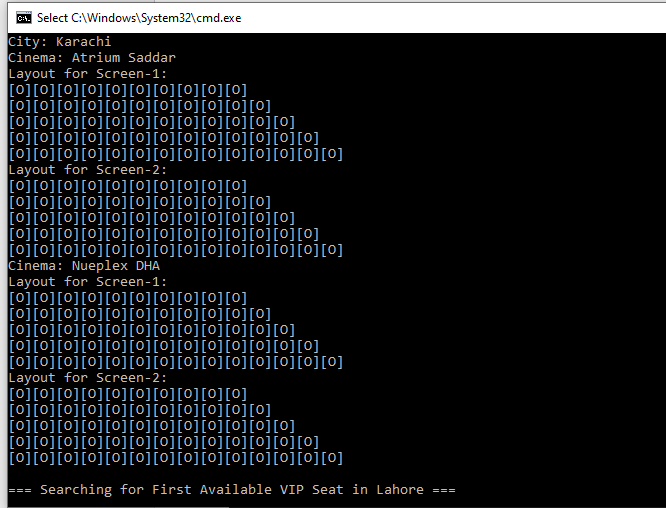 Select C:\Windows\System32\cmd.exe
City: Karachi
Cinema: Atrium Saddar
Layout for Screen-1:
[O][O][O][O][O][O][O][O][O][O]
[O][O][O][O][O][O][O][O][O][O][O]
[O][O][O][O][O][O][O][O][O][O][O][O]
[O][O][O][O][O][O][O][O][O][O][O][O][O]
[O][O][O][O][O][O][O][O][O][O][O][O][O][O]
Layout for Screen-2:
[O][O][O][O][O][O][O][O][O][O]
[O][O][O][O][O][O][O][O][O][O][O]
[O][O][O][O][O][O][O][O][O][O][O][O]
[O][O][O][O][O][O][O][O][O][O][O][O][O]
[O][O][O][O][O][O][O][O][O][O][O][O][O][O]
Cinema: Nueplex DHA
Layout for Screen-1:
[O][O][O][O][O][O][O][O][O][O]
[O][O][O][O][O][O][O][O][O][O][O]
[O][O][O][O][O][O][O][O][O][O][O][O]
[O][O][O][O][O][O][O][O][O][O][O][O][O]
[O][O][O][O][O][O][O][O][O][O][O][O][O][O]
Layout for Screen-2:
[O][O][O][O][O][O][O][O][O][O]
[O][O][O][O][O][O][O][O][O][O][O]
[O][O][O][O][O][O][O][O][O][O][O][O]
[O][O][O][O][O][O][O][O][O][O][O][O][O]
[O][O][O][O][O][O][O][O][O][O][O][O][O][O]
=== Searching for First Available VIP Seat in Lahore ===